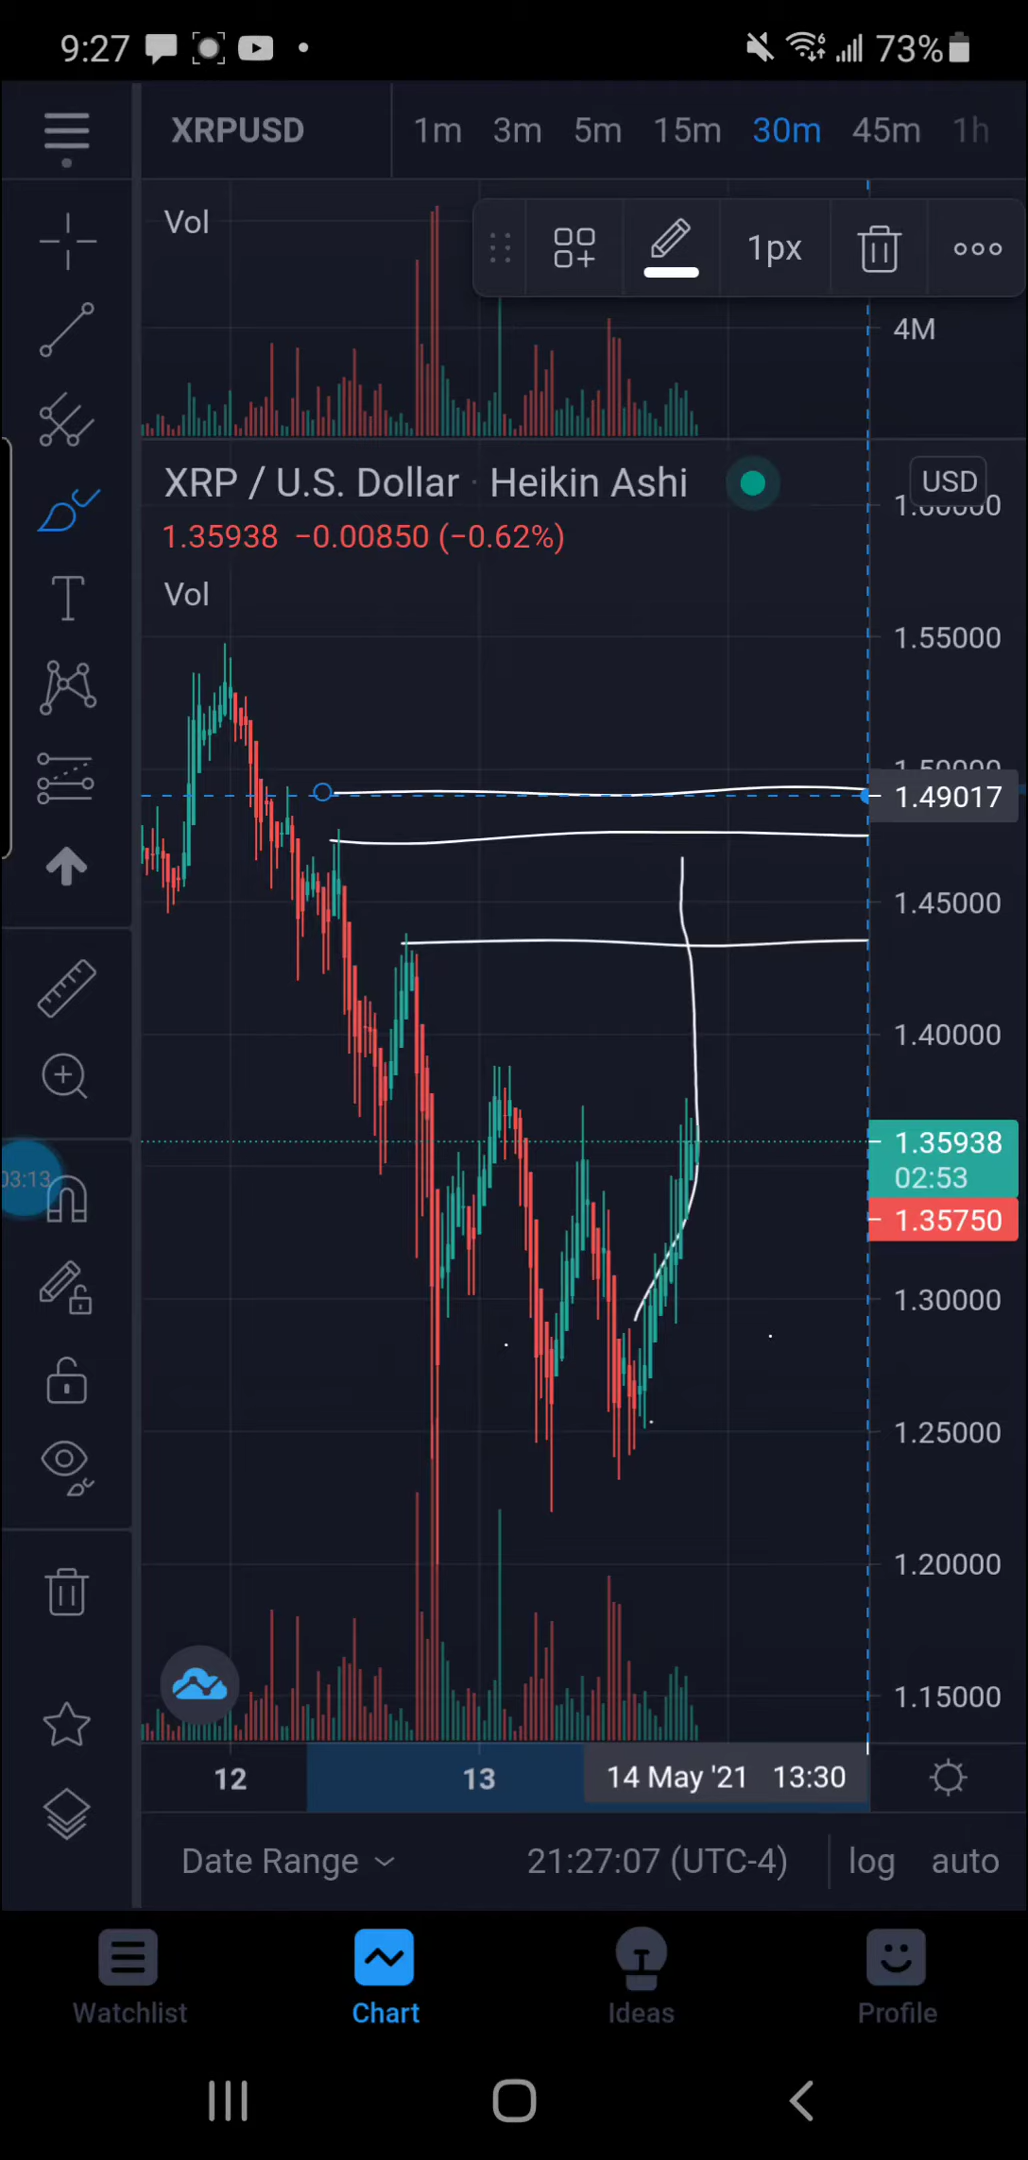 9:27 73%
XRPUSD 1m 3m 5m 15m 30m 45m 1h
Vol
1px
4M
XRP / U.S. Dollar · Heikin Ashi USD
1.35938 −0.00850 (−0.62%)
Vol
1.55000
1.49017
1.45000
1.40000
1.35938
02:53
03:13
1.35750
1.30000
1.25000
1.20000
1.15000
12 13 14 May '21 13:30
Date Range 21:27:07 (UTC-4) log auto
Watchlist Chart Ideas Profile